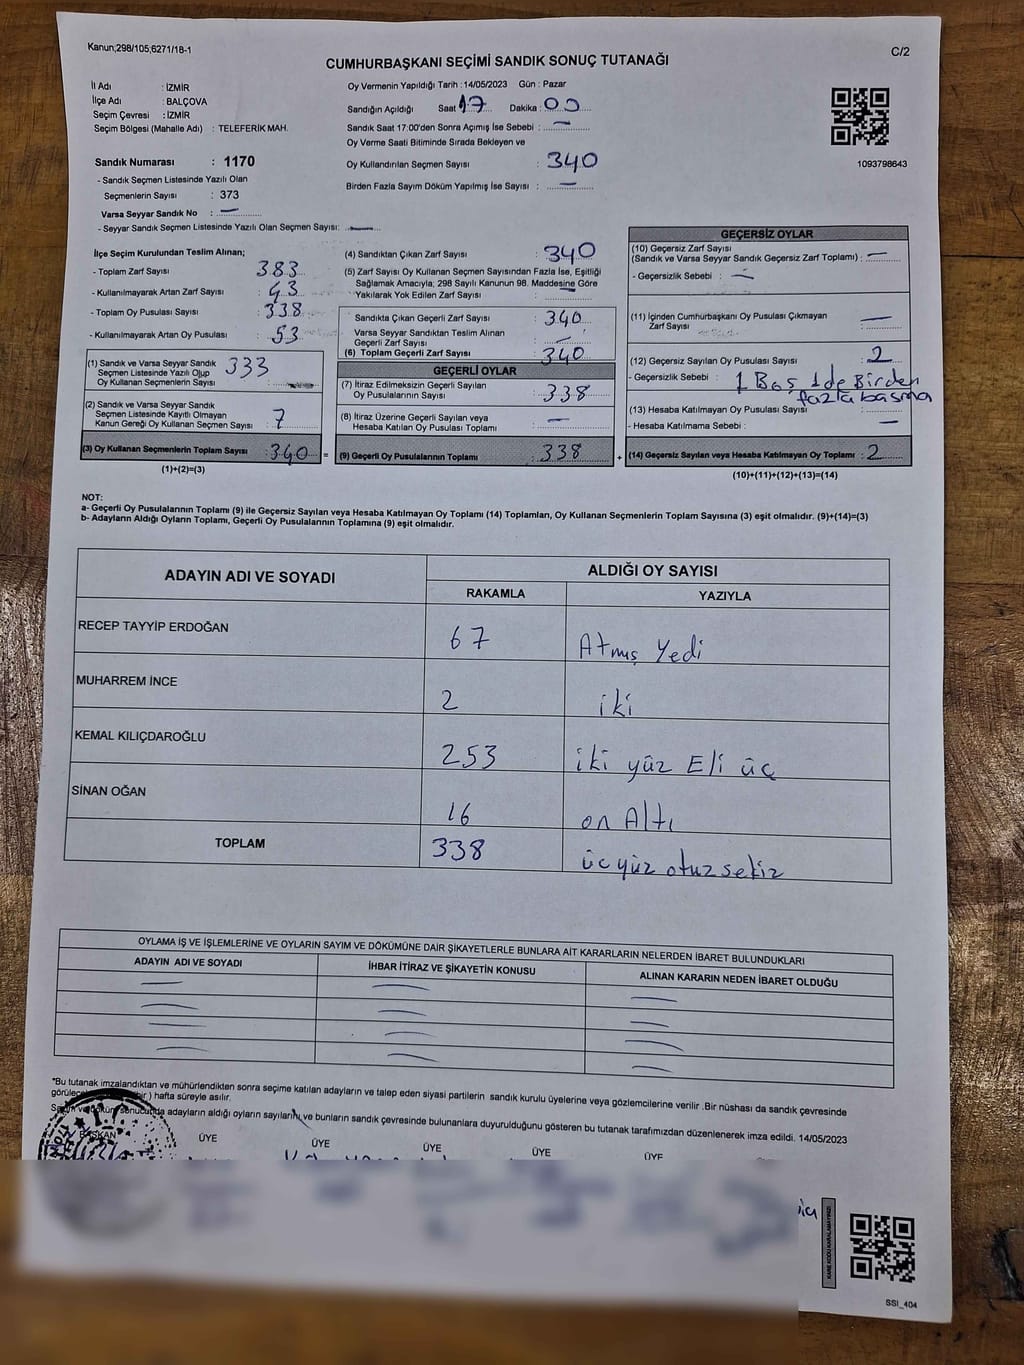 Kanun;298/105;6271/18-1
C/2
CUMHURBAŞKANI SEÇİMİ SANDIK SONUÇ TUTANAĞI
İl Adı : İZMİR
İlçe Adı : BALÇOVA
Seçim Çevresi : İZMİR
Seçim Bölgesi (Mahalle Adı) : TELEFERİK MAH.
Sandık Numarası : 1170
- Sandık Seçmen Listesinde Yazılı Olan
Seçmenlerin Sayısı : 373
Varsa Seyyar Sandık No : —
- Seyyar Sandık Seçmen Listesinde Yazılı Olan Seçmen Sayısı: —
Oy Vermenin Yapıldığı Tarih : 14/05/2023 Gün : Pazar
Sandığın Açıldığı Saat 17 Dakika : 00
Sandık Saat 17:00'den Sonra Açımış İse Sebebi : —
Oy Verme Saati Bitiminde Sırada Bekleyen ve
Oy Kullandırılan Seçmen Sayısı : 340
Birden Fazla Sayım Döküm Yapılmış İse Sayısı : —
1093798643
İlçe Seçim Kurulundan Teslim Alınan;
- Toplam Zarf Sayısı : 383
- Kullanılmayarak Artan Zarf Sayısı : 43
- Toplam Oy Pusulası Sayısı : 338
- Kullanılmayarak Artan Oy Pusulası : 53
(1) Sandık ve Varsa Seyyar Sandık
Seçmen Listesinde Yazılı Olup
Oy Kullanan Seçmenlerin Sayısı : 333
(2) Sandık ve Varsa Seyyar Sandık
Seçmen Listesinde Kayıtlı Olmayan
Kanun Gereği Oy Kullanan Seçmen Sayısı : 7
(3) Oy Kullanan Seçmenlerin Toplam Sayısı : 340 =
(1)+(2)=(3)
(4) Sandıktan Çıkan Zarf Sayısı : 340
(5) Zarf Sayısı Oy Kullanan Seçmen Sayısından Fazla İse, Eşitliği
Sağlamak Amacıyla, 298 Sayılı Kanunun 98. Maddesine Göre
Yakılarak Yok Edilen Zarf Sayısı : —
Sandıkta Çıkan Geçerli Zarf Sayısı : 340
Varsa Seyyar Sandıktan Teslim Alınan
Geçerli Zarf Sayısı : —
(6) Toplam Geçerli Zarf Sayısı : 340
GEÇERLİ OYLAR
(7) İtiraz Edilmeksizin Geçerli Sayılan
Oy Pusulalarının Sayısı : 338
(8) İtiraz Üzerine Geçerli Sayılan veya
Hesaba Katılan Oy Pusulası Toplamı : —
(9) Geçerli Oy Pusulalarının Toplamı : 338 +
GEÇERSİZ OYLAR
(10) Geçersiz Zarf Sayısı
(Sandık ve Varsa Seyyar Sandık Geçersiz Zarf Toplamı) : —
- Geçersizlik Sebebi : —
(11) İçinden Cumhurbaşkanı Oy Pusulası Çıkmayan
Zarf Sayısı : —
(12) Geçersiz Sayılan Oy Pusulası Sayısı : 2
- Geçersizlik Sebebi : 1 Boş 1de Birden
fazla basma
(13) Hesaba Katılmayan Oy Pusulası Sayısı :
- Hesaba Katılmama Sebebi : —
(14) Geçersiz Sayılan veya Hesaba Katılmayan Oy Toplamı : 2
(10)+(11)+(12)+(13)=(14)
NOT:
a- Geçerli Oy Pusulalarının Toplamı (9) ile Geçersiz Sayılan veya Hesaba Katılmayan Oy Toplamı (14) Toplamları, Oy Kullanan Seçmenlerin Toplam Sayısına (3) eşit olmalıdır. (9)+(14)=(3)
b- Adayların Aldığı Oyların Toplamı, Geçerli Oy Pusulalarının Toplamına (9) eşit olmalıdır.
ADAYIN ADI VE SOYADI ALDIĞI OY SAYISI
RAKAMLA YAZIYLA
RECEP TAYYİP ERDOĞAN 67 Atmış Yedi
MUHARREM İNCE 2 iki
KEMAL KILIÇDAROĞLU 253 iki yüz Eli üç
SİNAN OĞAN 16 on Altı
TOPLAM 338 üçyüz otuz sekiz
OYLAMA İŞ VE İŞLEMLERİNE VE OYLARIN SAYIM VE DÖKÜMÜNE DAİR ŞİKAYETLERLE BUNLARA AİT KARARLARIN NELERDEN İBARET BULUNDUKLARI
ADAYIN ADI VE SOYADI İHBAR İTİRAZ VE ŞİKAYETİN KONUSU ALINAN KARARIN NEDEN İBARET OLDUĞU
— — —
— — —
— — —
— — —
"Bu tutanak imzalandıktan ve mühürlendikten sonra seçime katılan adayların ve talep eden siyasi partilerin sandık kurulu üyelerine veya gözlemcilerine verilir .Bir nüshası da sandık çevresinde
) hafta süreyle asılır.
sonucunda adayların aldığı oyların sayıları ve bunların sandık çevresinde bulunanlara duyurulduğunu gösteren bu tutanak tarafımızdan düzenlenerek imza edildi. 14/05/2023
BAŞKAN ÜYE ÜYE ÜYE ÜYE ÜYE
SSI_404